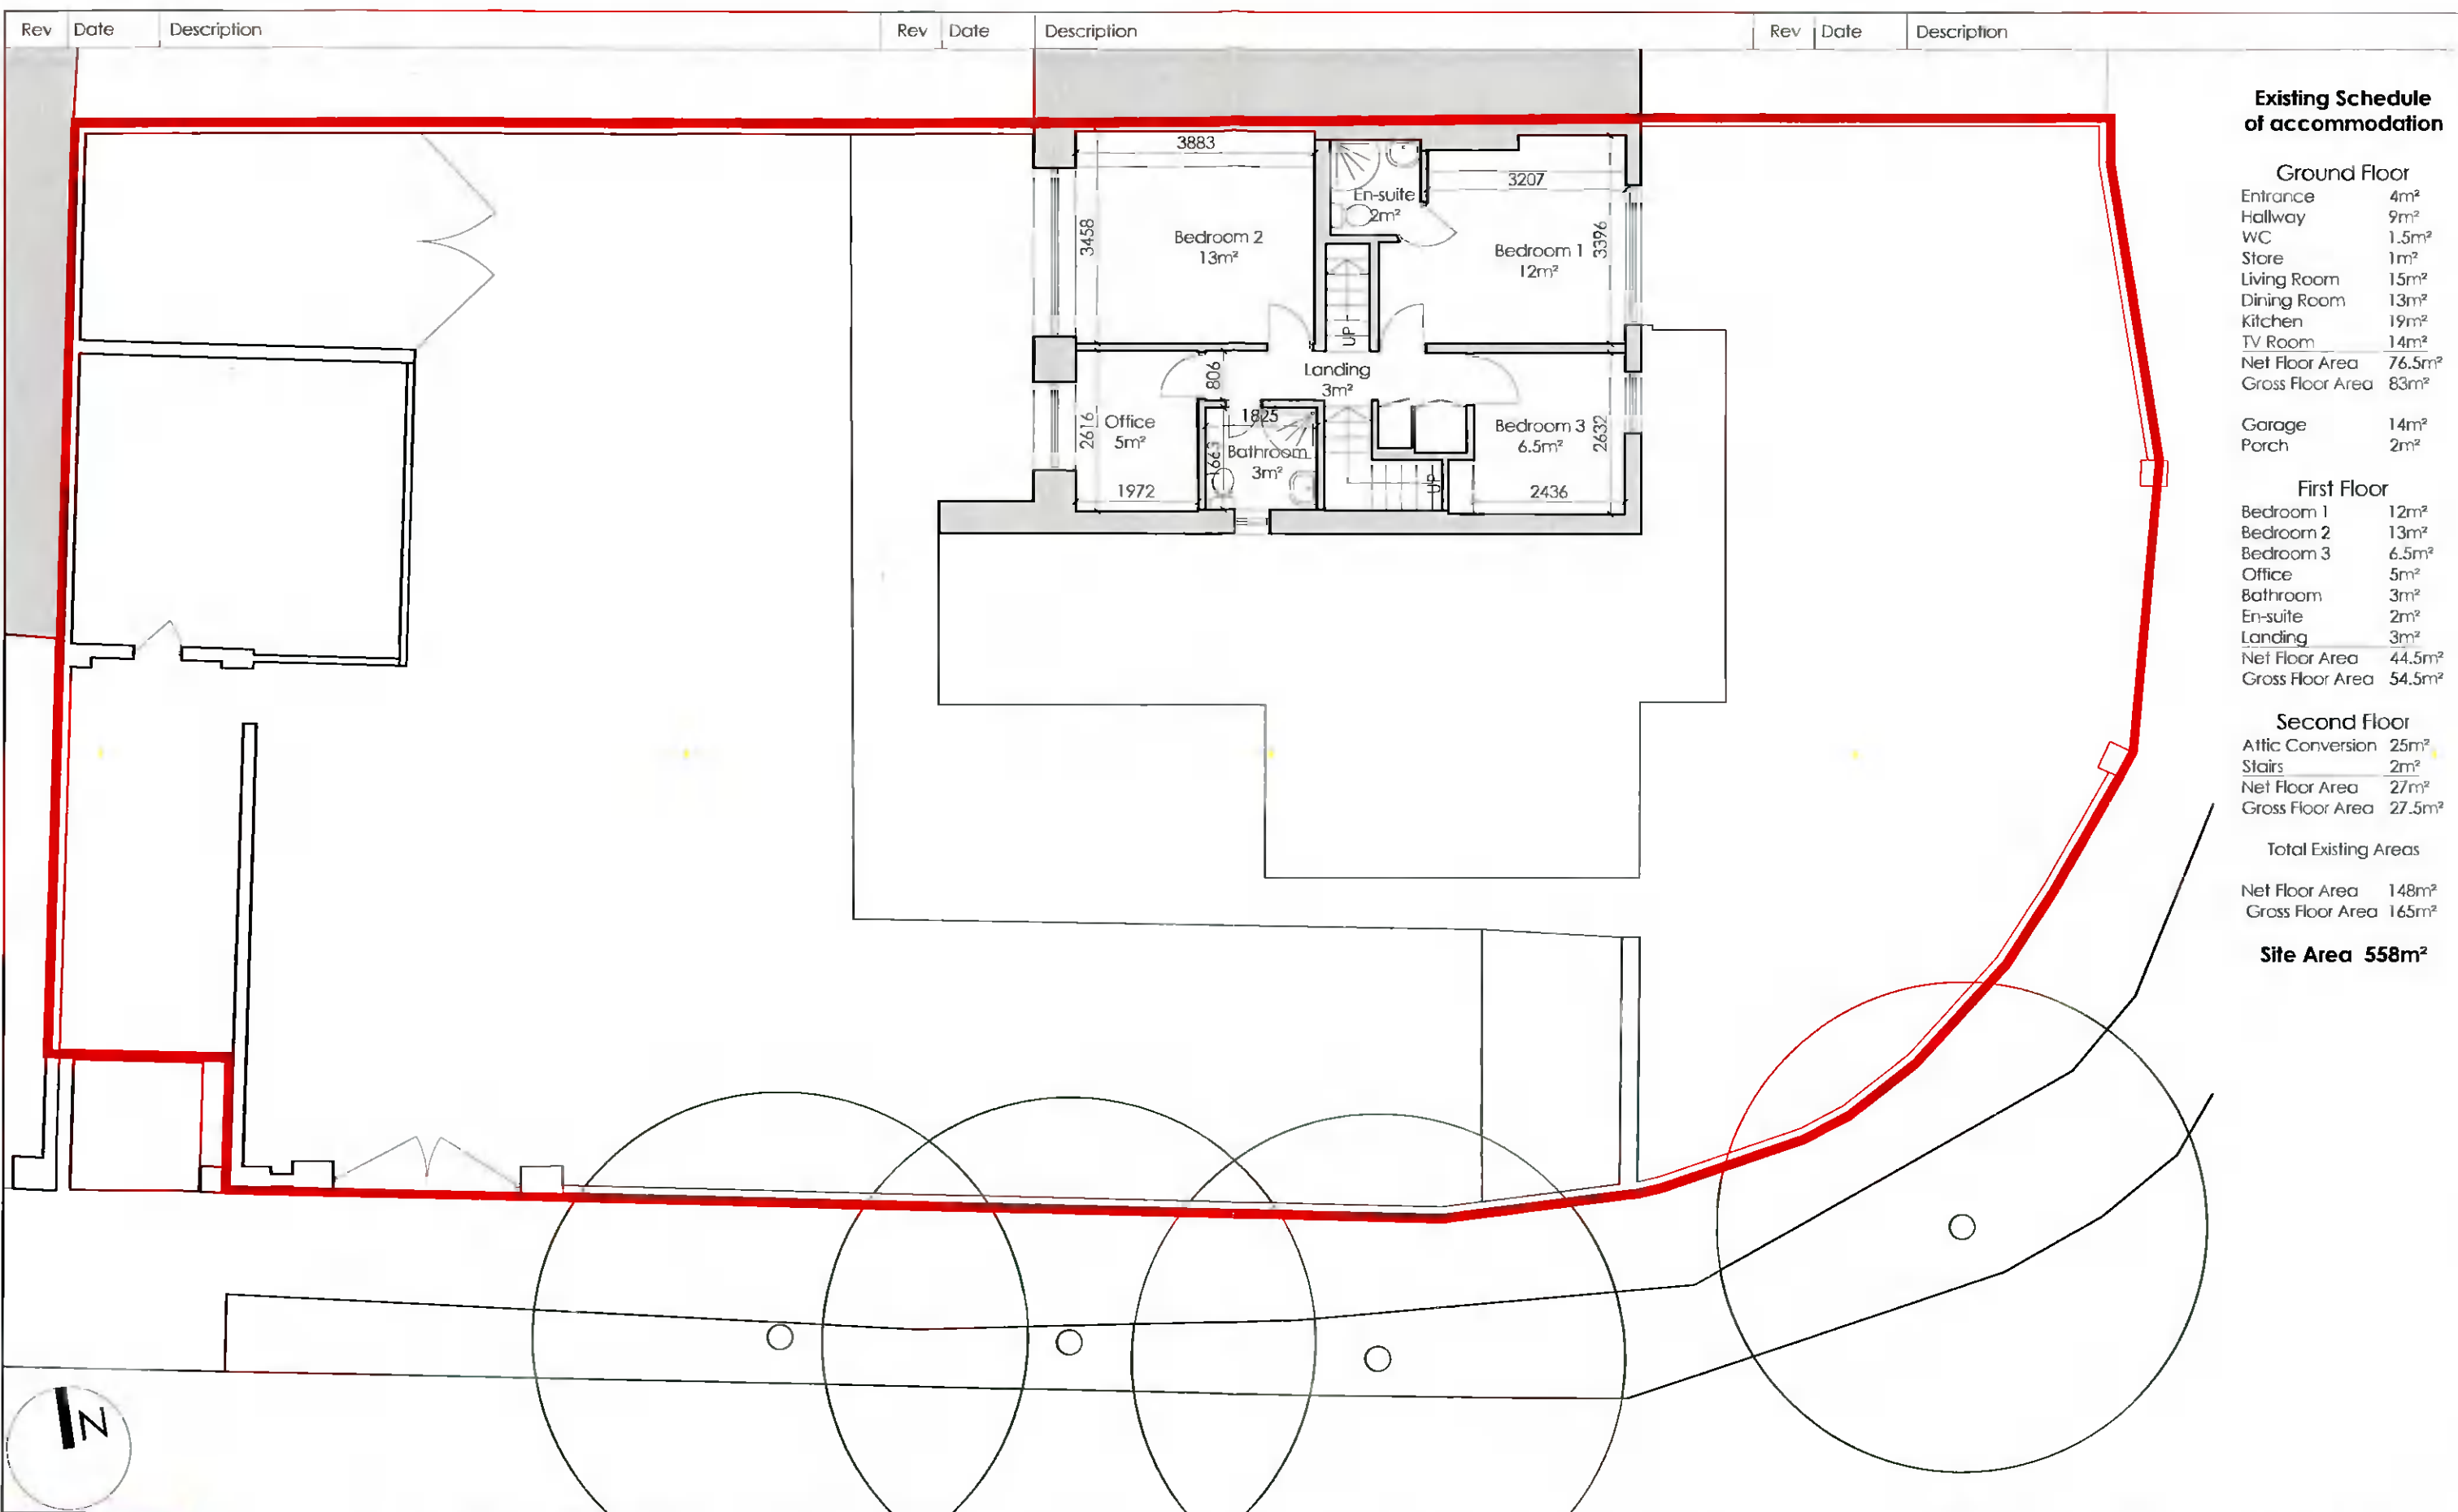 Rev Date Description Rev Date Description Rev Date Description
Existing Schedule
of accommodation
Ground Floor
Entrance 4m²
Hallway 9m²
WC 1.5m²
Store 1m²
Living Room 15m²
Dining Room 13m²
Kitchen 19m²
TV Room 14m²
Net Floor Area 76.5m²
Gross Floor Area 83m²
Garage 14m²
Porch 2m²
First Floor
Bedroom 1 12m²
Bedroom 2 13m²
Bedroom 3 6.5m²
Office 5m²
Bathroom 3m²
En-suite 2m²
Landing 3m²
Net Floor Area 44.5m²
Gross Floor Area 54.5m²
Second Floor
Attic Conversion 25m²
Stairs 2m²
Net Floor Area 27m²
Gross Floor Area 27.5m²
Total Existing Areas
Net Floor Area 148m²
Gross Floor Area 165m²
Site Area 558m²
3883
3458
Bedroom 2
13m²
En-suite
2m²
3207
Bedroom 1
12m²
3396
UP
Landing
3m²
806
2616
Office
5m²
1972
1825
1663
Bathroom
3m²
UP
Bedroom 3
6.5m²
2632
2436
N